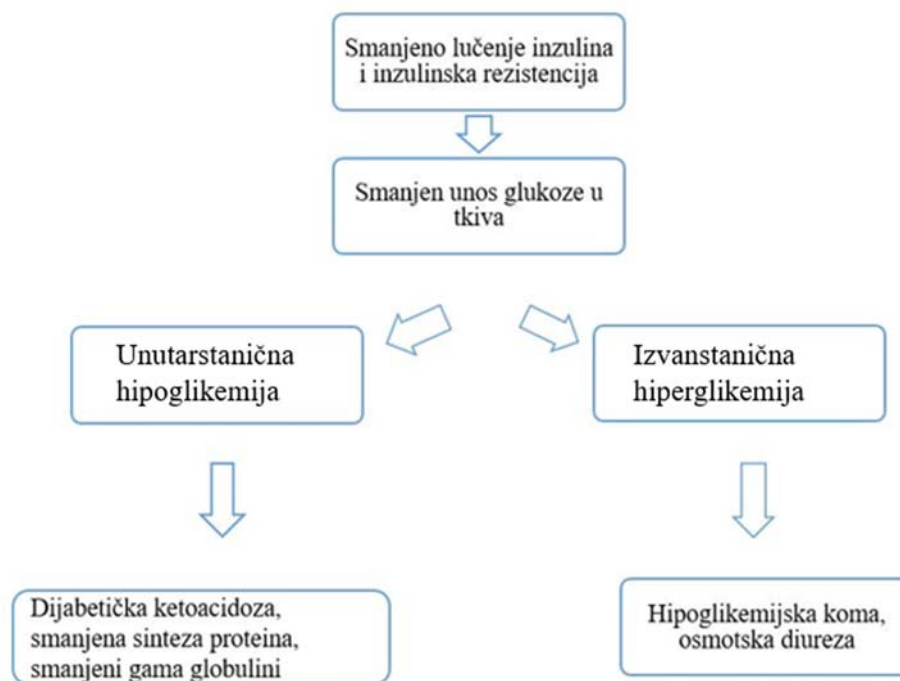 Smanjeno lučenje inzulina
i inzulinska rezistencija
Smanjen unos glukoze u
tkiva
Unutarstanična
hipoglikemija
Izvanstanična
hiperglikemija
Dijabetička ketoacidoza,
smanjena sinteza proteina,
smanjeni gama globulini
Hipoglikemijska koma,
osmotska diureza